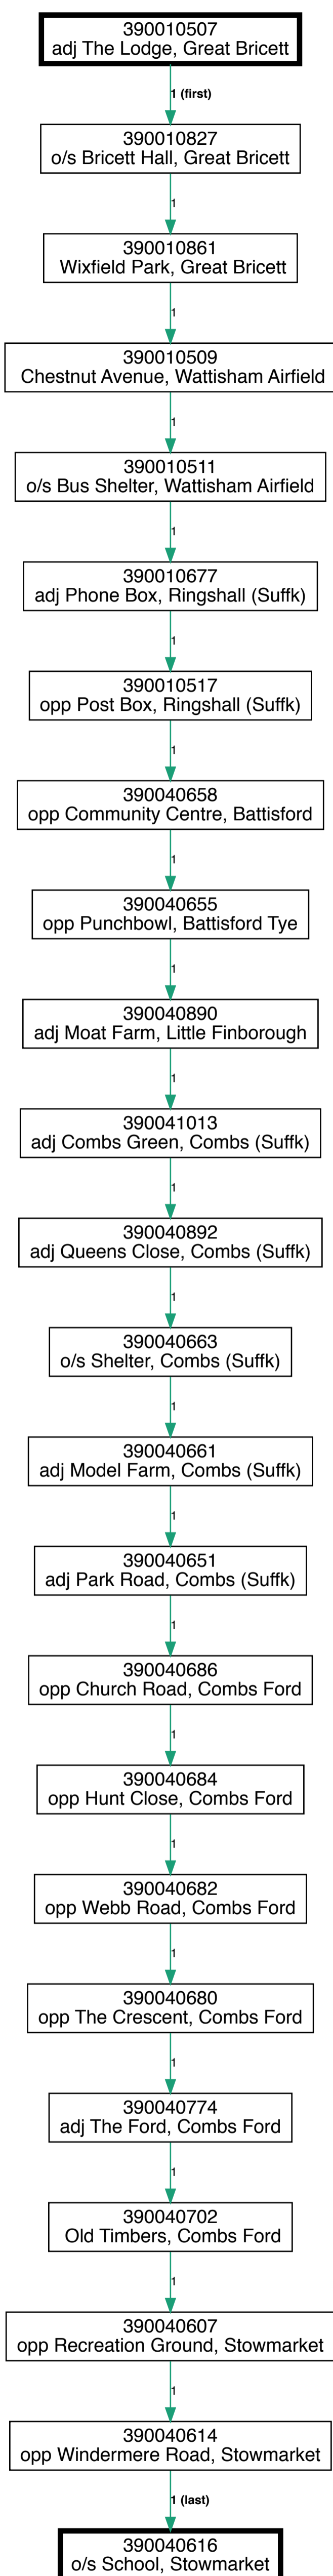 390010507
adj The Lodge, Great Bricett
1 (first)
390010827
o/s Bricett Hall, Great Bricett
1
390010861
Wixfield Park, Great Bricett
1
390010509
Chestnut Avenue, Wattisham Airfield
1
390010511
o/s Bus Shelter, Wattisham Airfield
1
390010677
adj Phone Box, Ringshall (Suffk)
1
390010517
opp Post Box, Ringshall (Suffk)
1
390040658
opp Community Centre, Battisford
1
390040655
opp Punchbowl, Battisford Tye
1
390040890
adj Moat Farm, Little Finborough
1
390041013
adj Combs Green, Combs (Suffk)
1
390040892
adj Queens Close, Combs (Suffk)
1
390040663
o/s Shelter, Combs (Suffk)
1
390040661
adj Model Farm, Combs (Suffk)
1
390040651
adj Park Road, Combs (Suffk)
1
390040686
opp Church Road, Combs Ford
1
390040684
opp Hunt Close, Combs Ford
1
390040682
opp Webb Road, Combs Ford
1
390040680
opp The Crescent, Combs Ford
1
390040774
adj The Ford, Combs Ford
1
390040702
Old Timbers, Combs Ford
1
390040607
opp Recreation Ground, Stowmarket
1
390040614
opp Windermere Road, Stowmarket
1 (last)
390040616
o/s School, Stowmarket